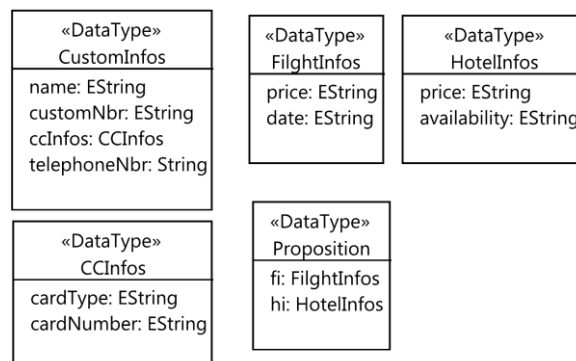 «DataType»
CustomInfos
name: EString
customNbr: EString
ccInfos: CCInfos
telephoneNbr: String
«DataType»
FilghtInfos
price: EString
date: EString
«DataType»
HotelInfos
price: EString
availability: EString
«DataType»
CCInfos
cardType: EString
cardNumber: EString
«DataType»
Proposition
fi: FilghtInfos
hi: HotelInfos